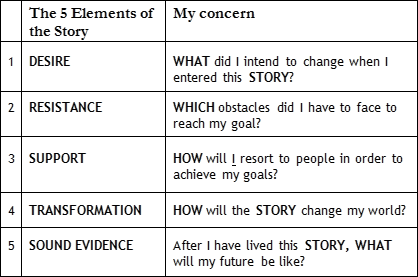 The 5 Elements of the Story
My concern
1 DESIRE
WHAT did I intend to change when I
entered this STORY?
2 RESISTANCE
WHICH obstacles did I have to face to
reach my goal?
3 SUPPORT
HOW will I resort to people in order to
achieve my goals?
4 TRANSFORMATION
HOW will the STORY change my world?
5 SOUND EVIDENCE
After I have lived this STORY, WHAT
will my future be like?